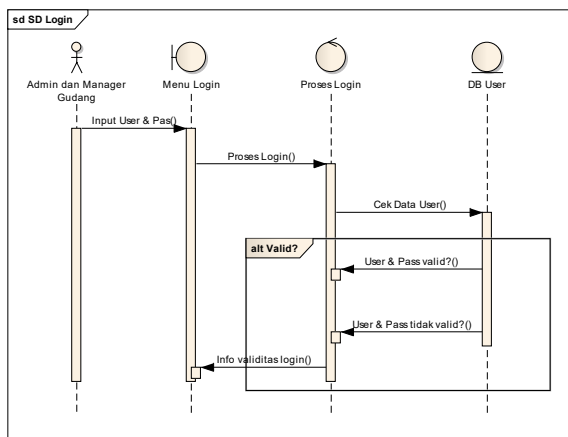 sd SD Login
Admin dan Manager
Gudang
Menu Login
Proses Login
DB User
Input User & Pas()
Proses Login()
Cek Data User()
alt Valid?
User & Pass valid?()
User & Pass tidak valid?()
Info validitas login()